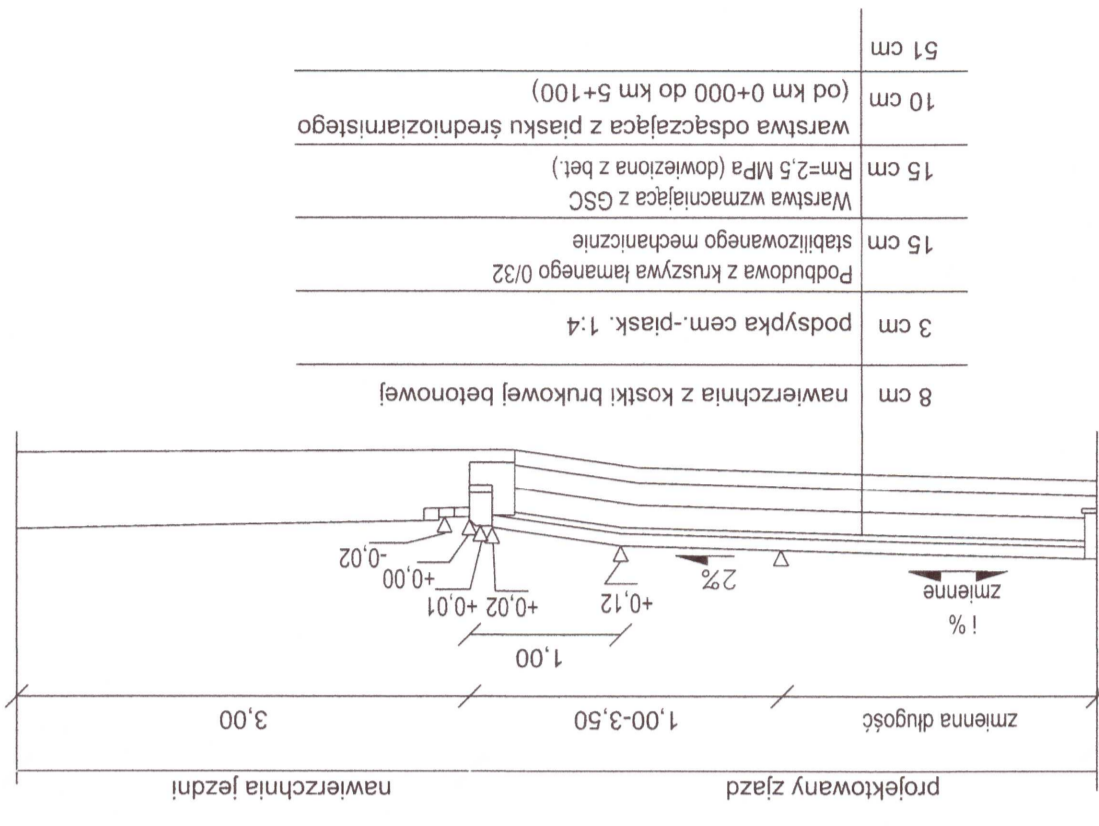 projektowany zjazd
nawierzchnia jezdni
zmienna długość
1,00-3,50
3,00
1,00
i %
zmienne
2%
+0,12
+0,02
+0,01
+0,00
-0,02
8 cm nawierzchnia z kostki brukowej betonowej
3 cm podsypka cem.-piask. 1:4
15 cm Podbudowa z kruszywa łamanego 0/32
stabilizowanego mechanicznie
15 cm Warstwa wzmacniająca z GSC
Rm=2,5 MPa (dowieziona z bet.)
10 cm warstwa odsączająca z piasku średnioziarnistego
(od km 0+000 do km 5+100)
51 cm